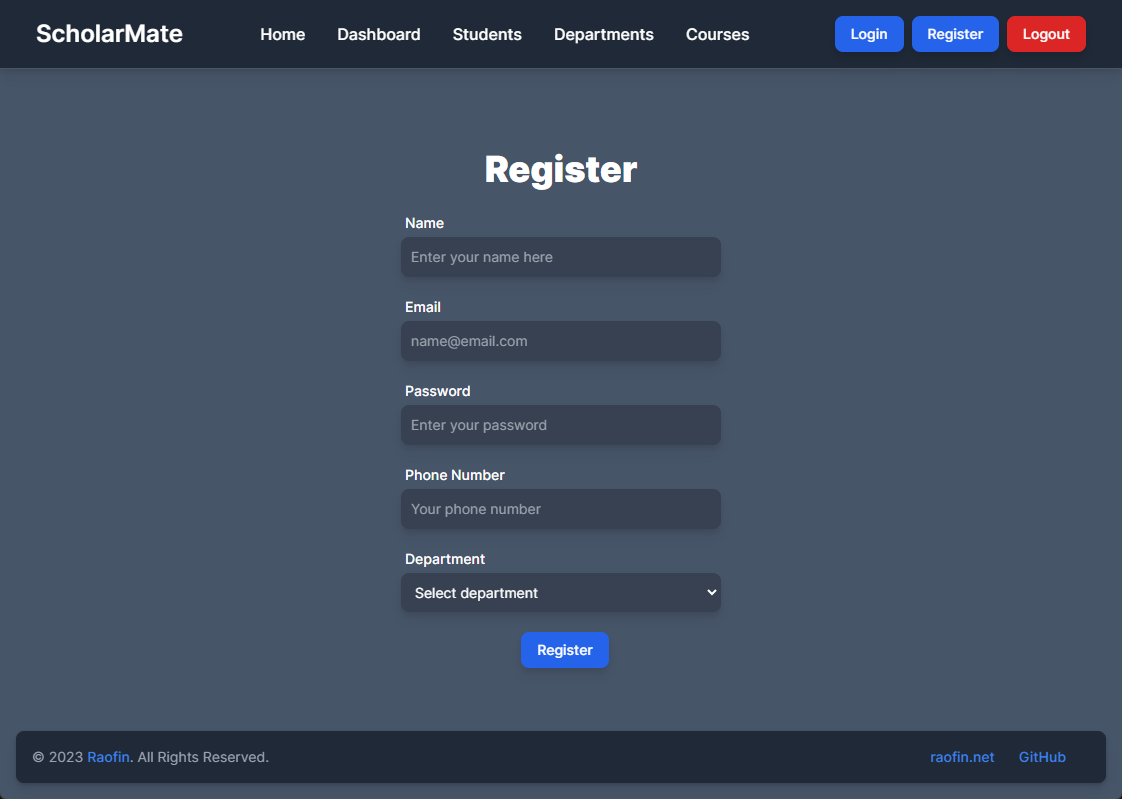 ScholarMate Home Dashboard Students Departments Courses Login Register Logout
Register
Name
Enter your name here
Email
name@email.com
Password
Enter your password
Phone Number
Your phone number
Department
Select department
Register
© 2023 Raofin. All Rights Reserved. raofin.net GitHub